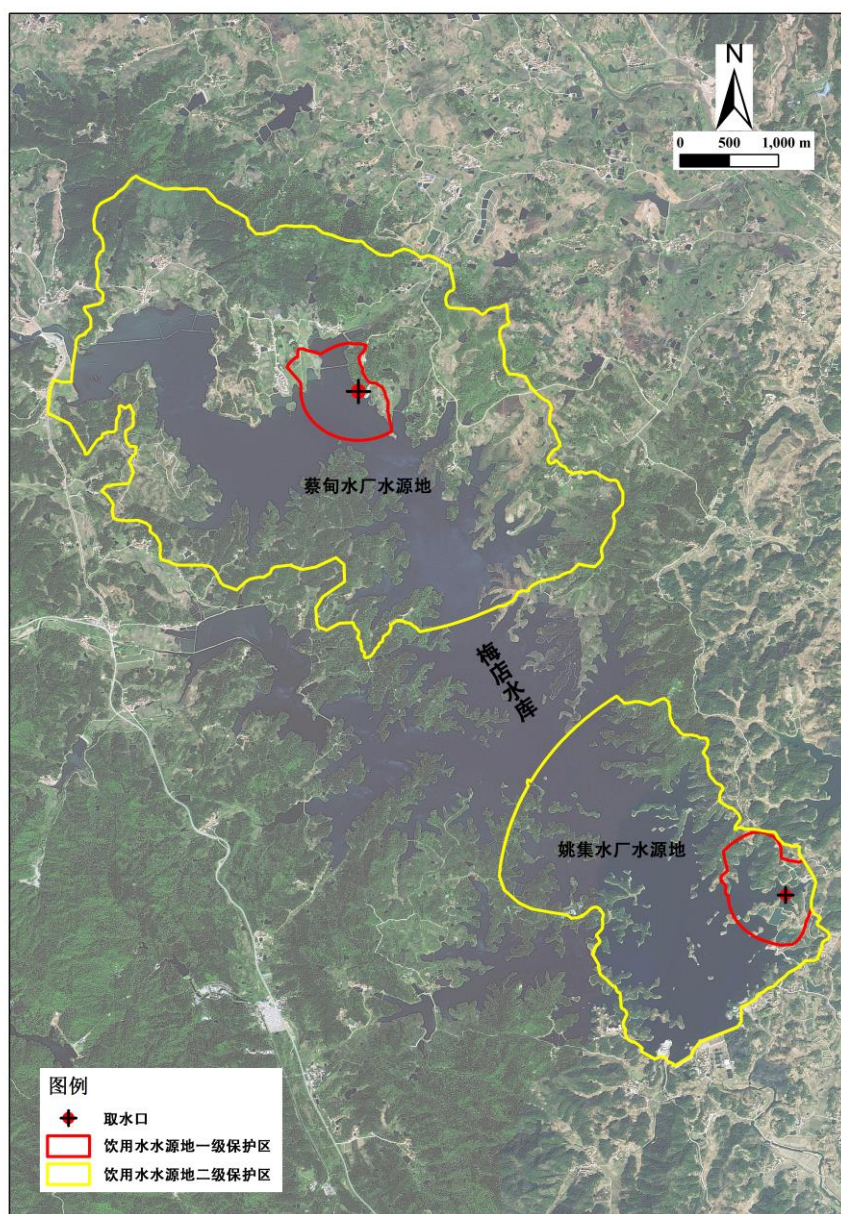 N
0 500 1,000 m
蔡甸水厂水源地
梅店水库
姚集水厂水源地
图例
取水口
饮用水水源地一级保护区
饮用水水源地二级保护区